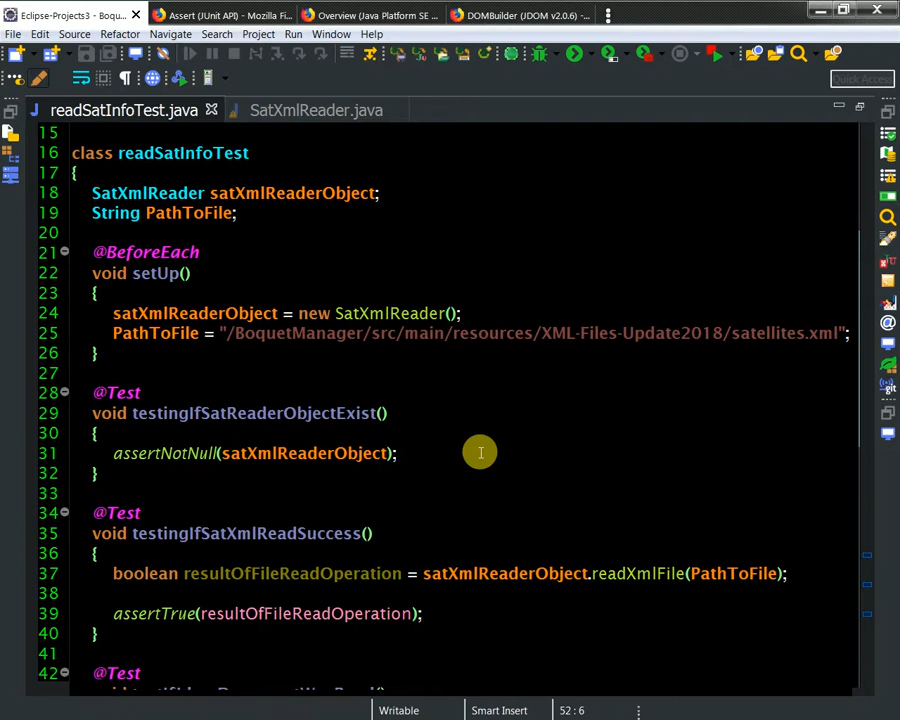 Eclipse-Projects3 - Boqu...
Assert (JUnit API) - Mozilla Fi...
Overview (Java Platform SE ...
DOMBuilder (JDOM v2.0.6) - ...
File Edit Source Refactor Navigate Search Project Run Window Help
Quick Access
readSatInfoTest.java
SatXmlReader.java
15
16 class readSatInfoTest
17 {
18 SatXmlReader satXmlReaderObject;
19 String PathToFile;
20
21 @BeforeEach
22 void setUp()
23 {
24 satXmlReaderObject = new SatXmlReader();
25 PathToFile = "/BoquetManager/src/main/resources/XML-Files-Update2018/satellites.xml";
26 }
27
28 @Test
29 void testingIfSatReaderObjectExist()
30 {
31 assertNotNull(satXmlReaderObject);
32 }
33
34 @Test
35 void testingIfSatXmlReadSuccess()
36 {
37 boolean resultOfFileReadOperation = satXmlReaderObject.readXmlFile(PathToFile);
38
39 assertTrue(resultOfFileReadOperation);
40 }
41
42 @Test
Writable Smart Insert 52 : 6